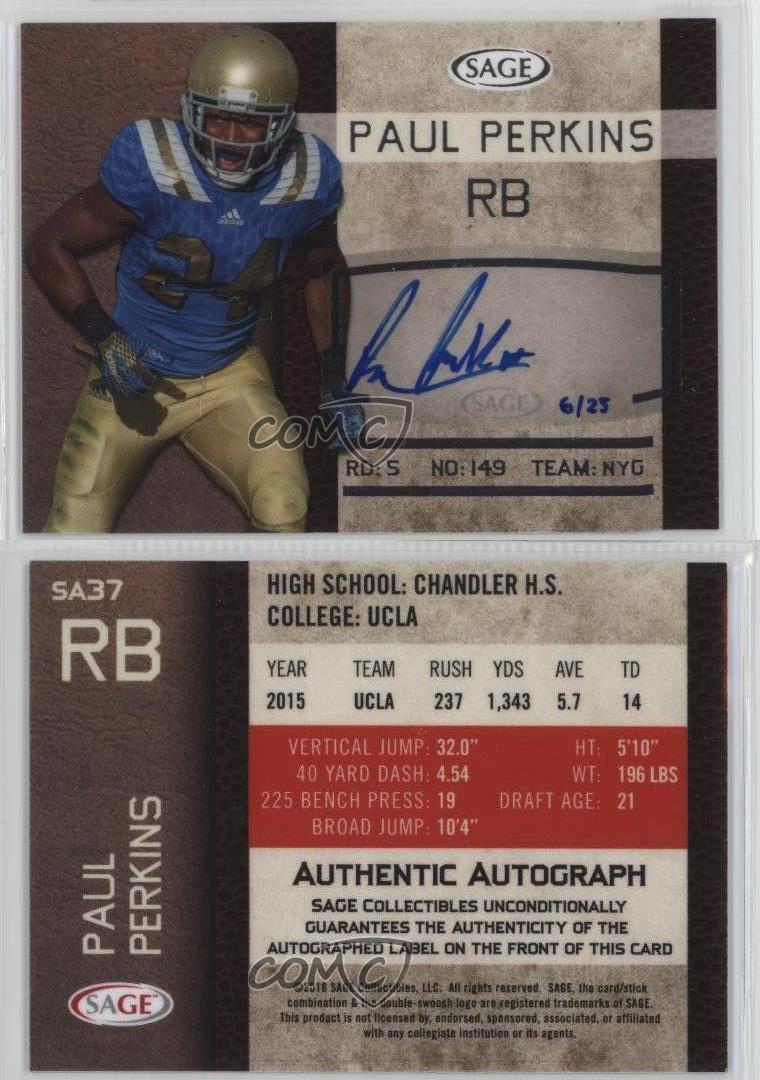 SAGE
PAUL PERKINS
RB
adidas
24
SAGE
6/25
COMC
RD: 5 NO: 149 TEAM: NYG
SA37
RB
PAUL
PERKINS
SAGE
HIGH SCHOOL: CHANDLER H.S.
COLLEGE: UCLA
YEAR TEAM RUSH YDS AVE TD
2015 UCLA 237 1,343 5.7 14
VERTICAL JUMP: 32.0" HT: 5'10"
40 YARD DASH: 4.54 WT: 196 LBS
225 BENCH PRESS: 19 DRAFT AGE: 21
BROAD JUMP: 10'4"
AUTHENTIC AUTOGRAPH
SAGE COLLECTIBLES UNCONDITIONALLY
GUARANTEES THE AUTHENTICITY OF THE
AUTOGRAPHED LABEL ON THE FRONT OF THIS CARD
COMC
©2016 SAGE Collectibles, LLC. All rights reserved. SAGE, the card/stick
combination & the double-swoosh logo are registered trademarks of SAGE.
This product is not licensed by, endorsed, sponsored, associated, or affiliated
with any collegiate institution or its agents.